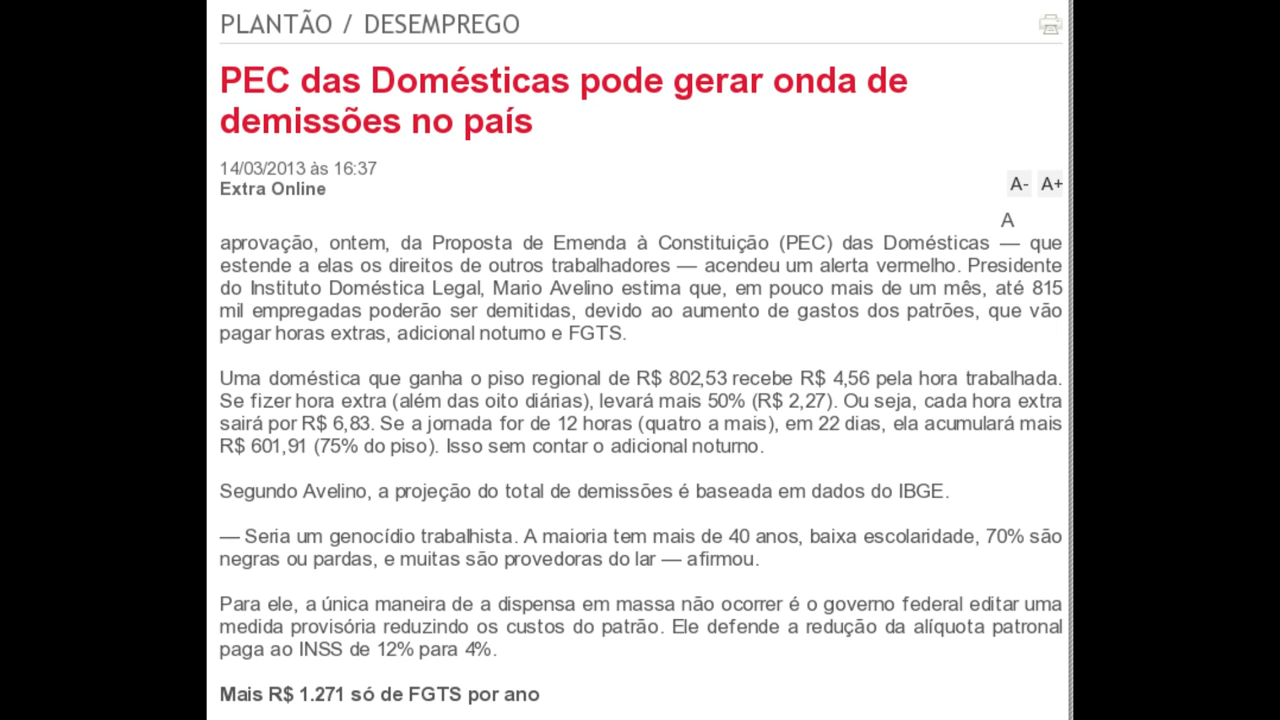 PLANTÃO / DESEMPREGO
PEC das Domésticas pode gerar onda de
demissões no país
14/03/2013 às 16:37
Extra Online
A- A+
A
aprovação, ontem, da Proposta de Emenda à Constituição (PEC) das Domésticas — que
estende a elas os direitos de outros trabalhadores — acendeu um alerta vermelho. Presidente
do Instituto Doméstica Legal, Mario Avelino estima que, em pouco mais de um mês, até 815
mil empregadas poderão ser demitidas, devido ao aumento de gastos dos patrões, que vão
pagar horas extras, adicional noturno e FGTS.
Uma doméstica que ganha o piso regional de R$ 802,53 recebe R$ 4,56 pela hora trabalhada.
Se fizer hora extra (além das oito diárias), levará mais 50% (R$ 2,27). Ou seja, cada hora extra
sairá por R$ 6,83. Se a jornada for de 12 horas (quatro a mais), em 22 dias, ela acumulará mais
R$ 601,91 (75% do piso). Isso sem contar o adicional noturno.
Segundo Avelino, a projeção do total de demissões é baseada em dados do IBGE.
— Seria um genocídio trabalhista. A maioria tem mais de 40 anos, baixa escolaridade, 70% são
negras ou pardas, e muitas são provedoras do lar — afirmou.
Para ele, a única maneira de a dispensa em massa não ocorrer é o governo federal editar uma
medida provisória reduzindo os custos do patrão. Ele defende a redução da alíquota patronal
paga ao INSS de 12% para 4%.
Mais R$ 1.271 só de FGTS por ano